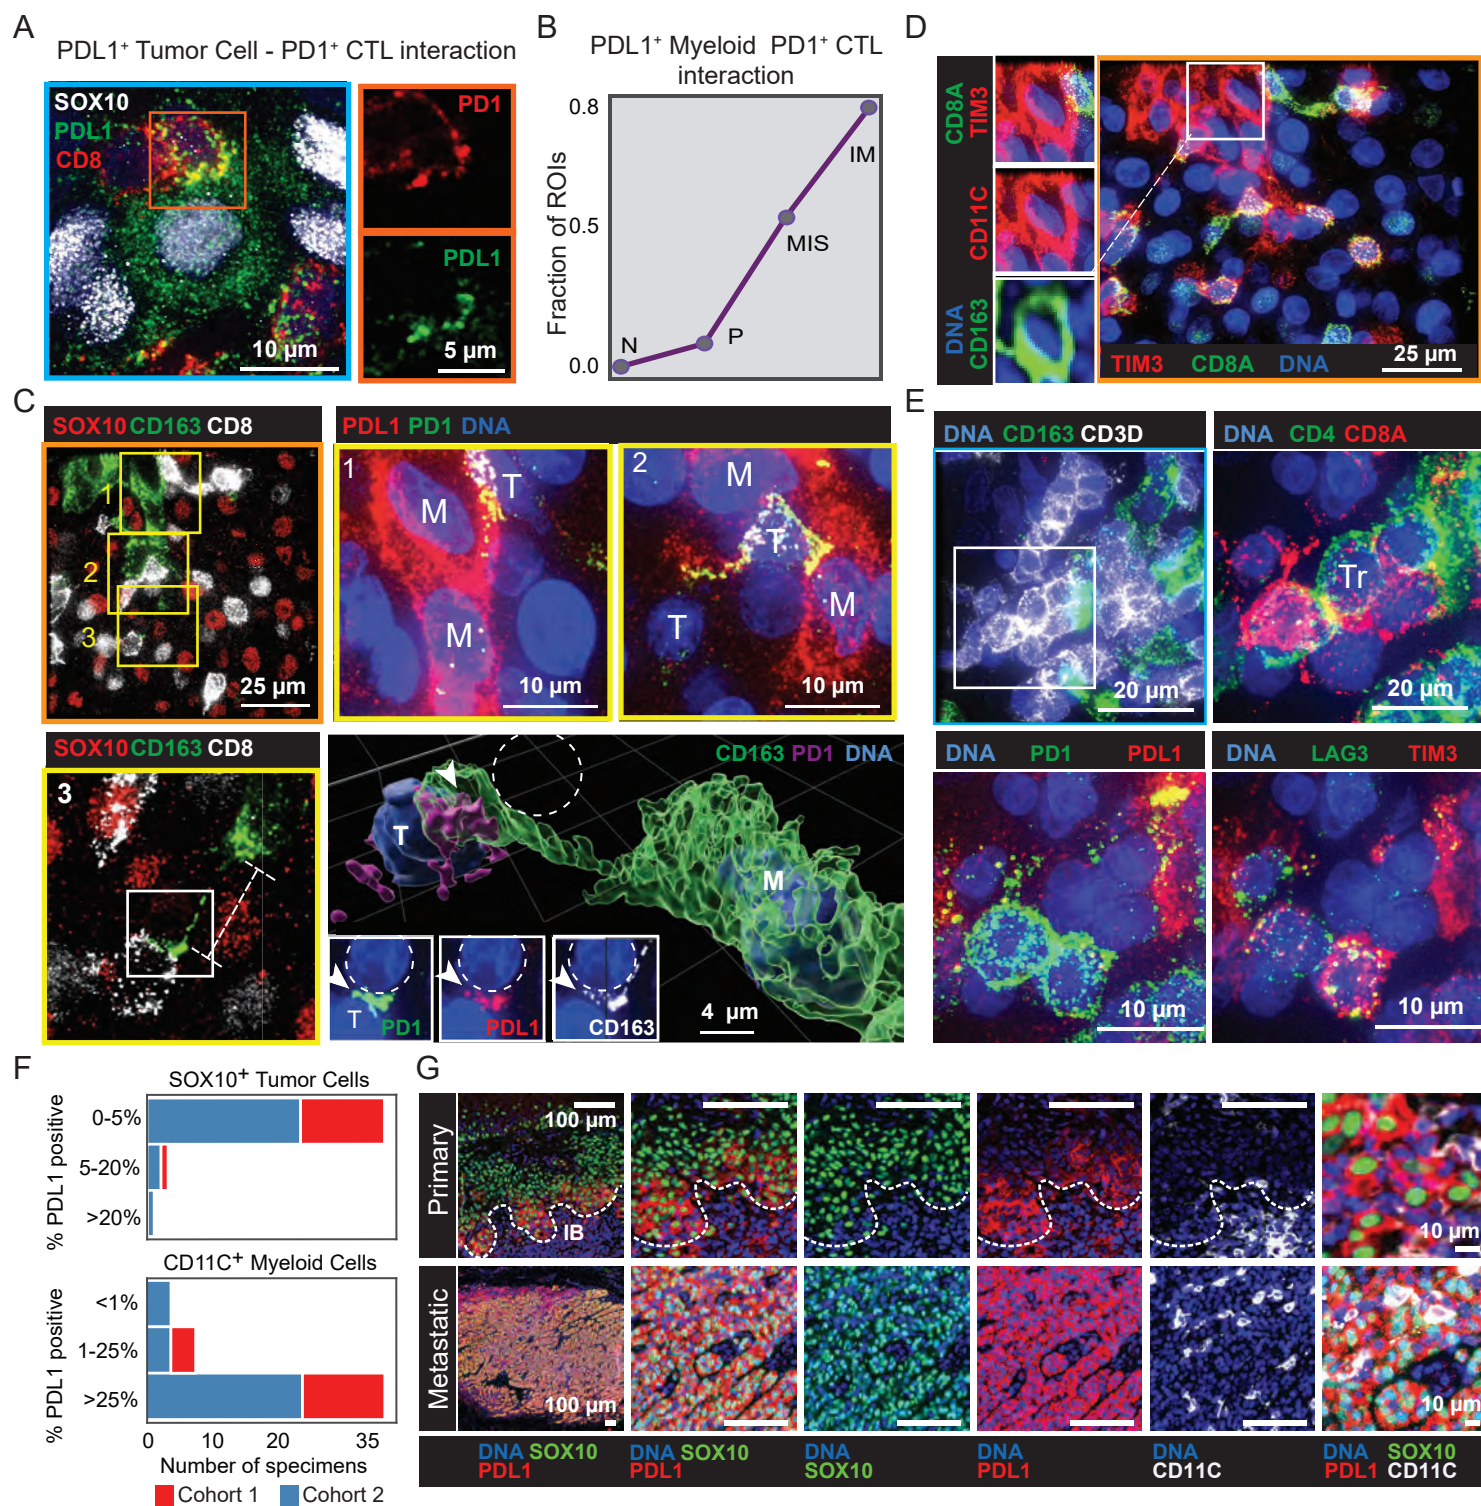 A
PDL1⁺ Tumor Cell - PD1⁺ CTL interaction
SOX10
PDL1
CD8
10 µm
PD1
PDL1
5 µm
B
PDL1⁺ Myeloid PD1⁺ CTL
interaction
Fraction of ROIs
0.8
0.5
0.0
N
P
MIS
IM
D
CD8A
TIM3
CD11C
DNA
CD163
TIM3 CD8A DNA
25 µm
C
SOX10 CD163 CD8
1
2
3
25 µm
PDL1 PD1 DNA
1
M
T
M
10 µm
2
M
T
T
M
10 µm
SOX10 CD163 CD8
3
CD163 PD1 DNA
T
M
T
PD1
PDL1
CD163
4 µm
E
DNA CD163 CD3D
20 µm
DNA CD4 CD8A
Tr
20 µm
DNA PD1 PDL1
10 µm
DNA LAG3 TIM3
10 µm
F
SOX10⁺ Tumor Cells
% PDL1 positive
0-5%
5-20%
>20%
CD11C⁺ Myeloid Cells
% PDL1 positive
<1%
1-25%
>25%
0 10 20 35
Number of specimens
Cohort 1 Cohort 2
G
Primary
100 µm
IB
10 µm
Metastatic
100 µm
10 µm
DNA SOX10
PDL1
DNA SOX10
PDL1
DNA
SOX10
DNA
PDL1
DNA
CD11C
DNA SOX10
PDL1 CD11C